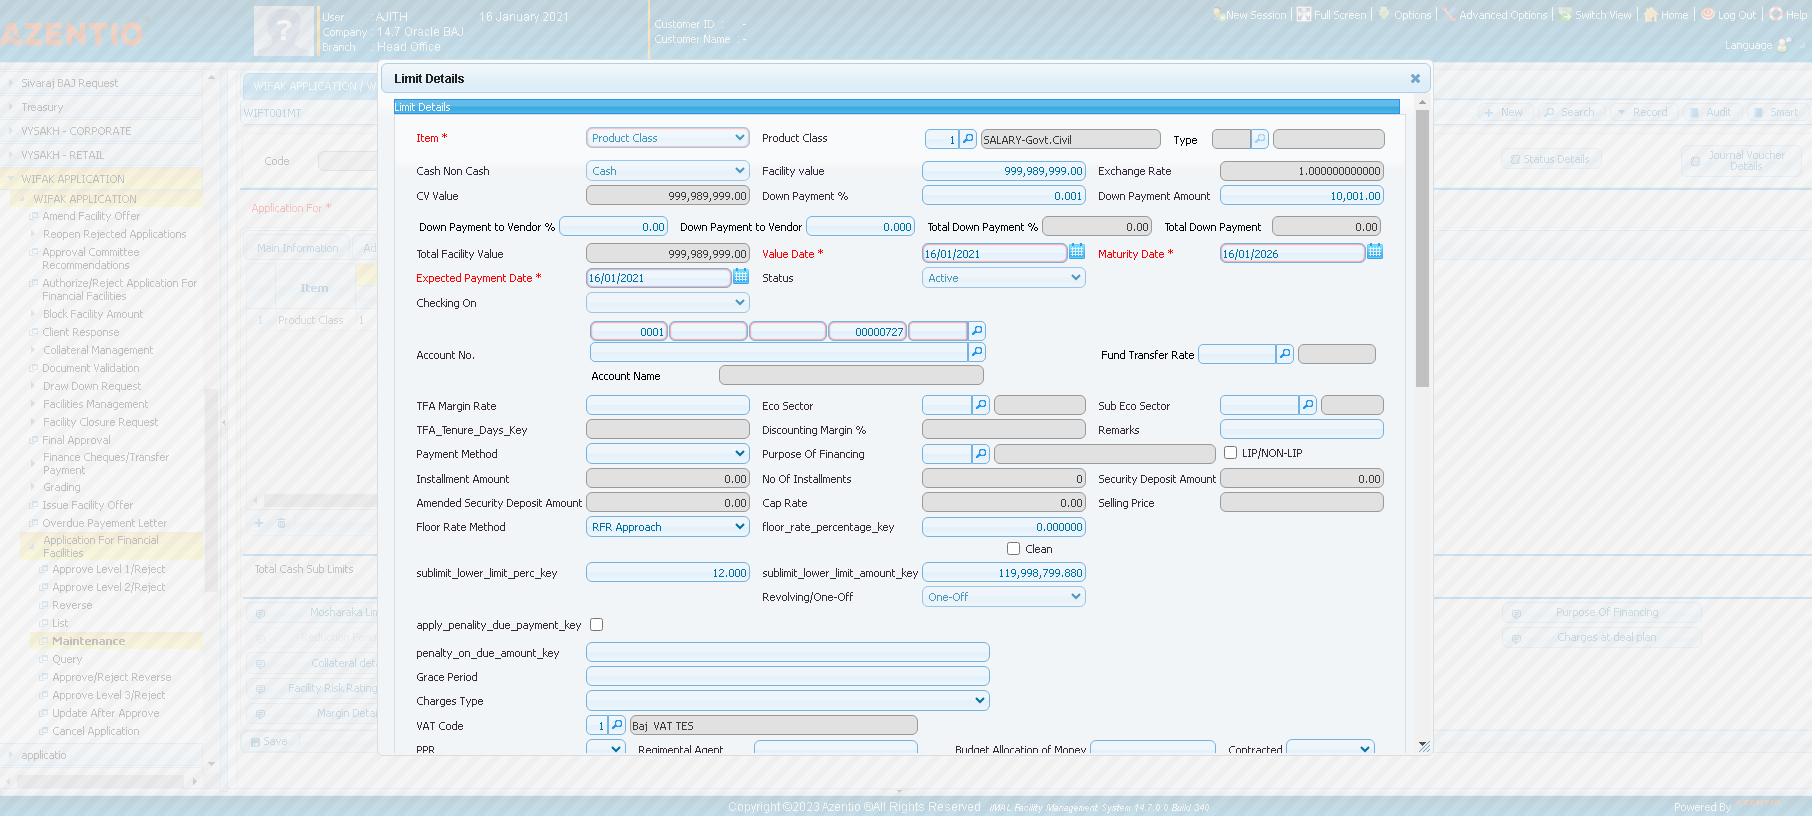 AZENTIO
User : AJITH 16 January 2021
Company : 14.7 Oracle BAJ
Branch : Head Office
Customer ID : -
Customer Name : -
New Session Full Screen Options Advanced Options Switch View Home Log Out Help
Language
Sivaraj BAJ Request
Treasury
VYSAKH - CORPORATE
VYSAKH - RETAIL
WIFAK APPLICATION
WIFAK APPLICATION
Amend Facility Offer
Reopen Rejected Applications
Approval Committee
Recommendations
Authorize/Reject Application For
Financial Facilities
Block Facility Amount
Client Response
Collateral Management
Document Validation
Draw Down Request
Facilities Management
Facility Closure Request
Final Approval
Finance Cheques/Transfer
Payment
Grading
Issue Facility Offer
Overdue Payement Letter
Application For Financial
Facilities
Approve Level 1/Reject
Approve Level 2/Reject
Reverse
List
Maintenance
Query
Approve/Reject Reverse
Approve Level 3/Reject
Update After Approve
Cancel Application
applicatio
WIFAK APPLICATION / W
WIFT001MT
New Search Record Audit Smart
Code
Status Details
Journal Voucher
Details
Application For *
Main Information Ad
Item
1 Product Class 1
Total Cash Sub Limits
Mosharaka Lim
Collateral deta
Facility Risk Rating
Margin Detai
Save
Purpose Of Financing
Charges at deal plan
Limit Details
Limit Details
Item * Product Class Product Class 1 SALARY-Govt.Civil Type
Cash Non Cash Cash Facility value 999,989,999.00 Exchange Rate 1.000000000000
CV Value 999,989,999.00 Down Payment % 0.001 Down Payment Amount 10,001.00
Down Payment to Vendor % 0.00 Down Payment to Vendor 0.000 Total Down Payment % 0.00 Total Down Payment 0.00
Total Facility Value 999,989,999.00 Value Date * 16/01/2021 Maturity Date * 16/01/2026
Expected Payment Date * 16/01/2021 Status Active
Checking On
0001 00000727
Account No. Fund Transfer Rate
Account Name
TFA Margin Rate Eco Sector Sub Eco Sector
TFA_Tenure_Days_Key Discounting Margin % Remarks
Payment Method Purpose Of Financing LIP/NON-LIP
Installment Amount 0.00 No Of Installments 0 Security Deposit Amount 0.00
Amended Security Deposit Amount 0.00 Cap Rate 0.00 Selling Price
Floor Rate Method RFR Approach floor_rate_percentage_key 0.000000
Clean
sublimit_lower_limit_perc_key 12.000 sublimit_lower_limit_amount_key 119,998,799.880
Revolving/One-Off One-Off
apply_penality_due_payment_key
penalty_on_due_amount_key
Grace Period
Charges Type
VAT Code 1 Baj VAT TES
PPR Regimental Agent Budget Allocation of Money Contracted
Copyright ©2023 Azentio ®All Rights Reserved IMAL Facility Management System 14.7.0.0 Build 340
Powered By AZENTIO